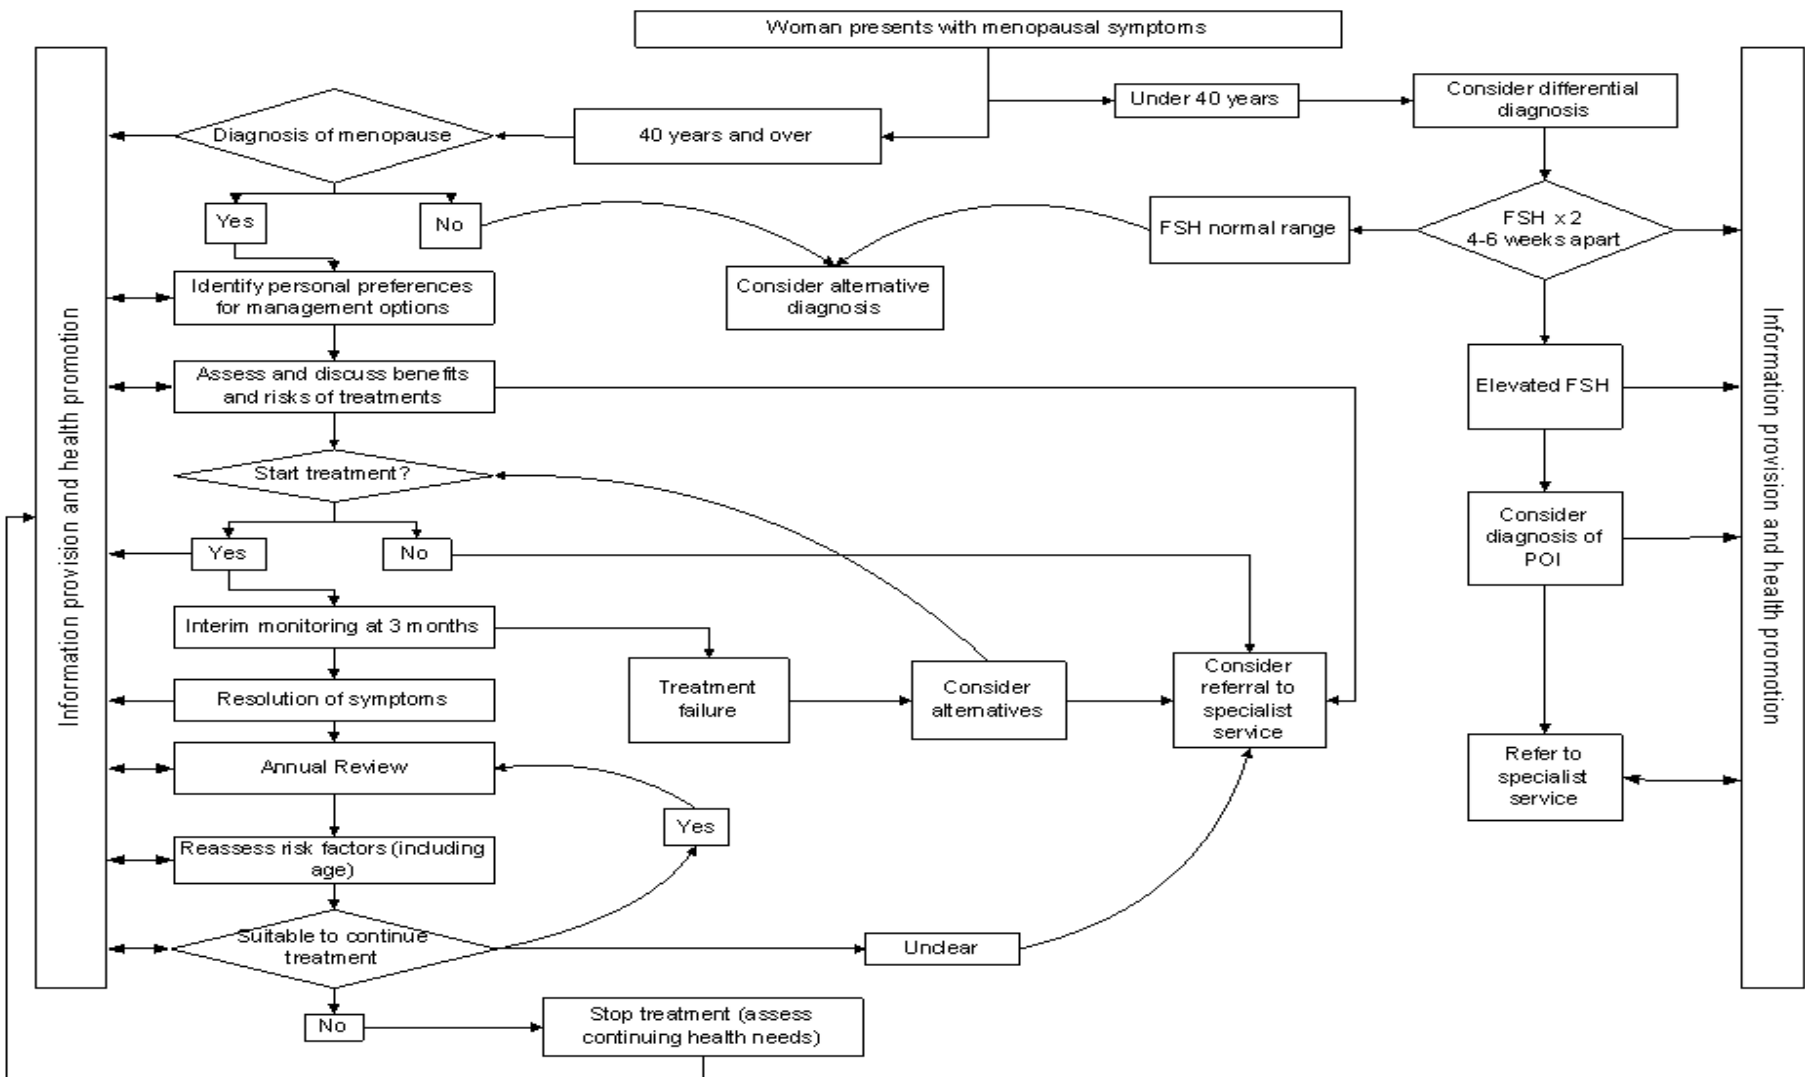 Woman presents with menopausal symptoms
Under 40 years
Consider differential
diagnosis
Diagnosis of menopause
40 years and over
Yes
No
FSH normal range
FSH x 2
4-6 weeks apart
Identify personal preferences
for management options
Consider alternative
diagnosis
Information provision and health promotion
Information provision and health promotion
Assess and discuss benefits
and risks of treatments
Elevated FSH
Start treatment?
Consider
diagnosis of
POI
Yes
No
Interim monitoring at 3 months
Resolution of symptoms
Treatment
failure
Consider
alternatives
Consider
referral to
specialist
service
Annual Review
Refer to
specialist
service
Yes
Reassess risk factors (including
age)
Suitable to continue
treatment
Unclear
No
Stop treatment (assess
continuing health needs)